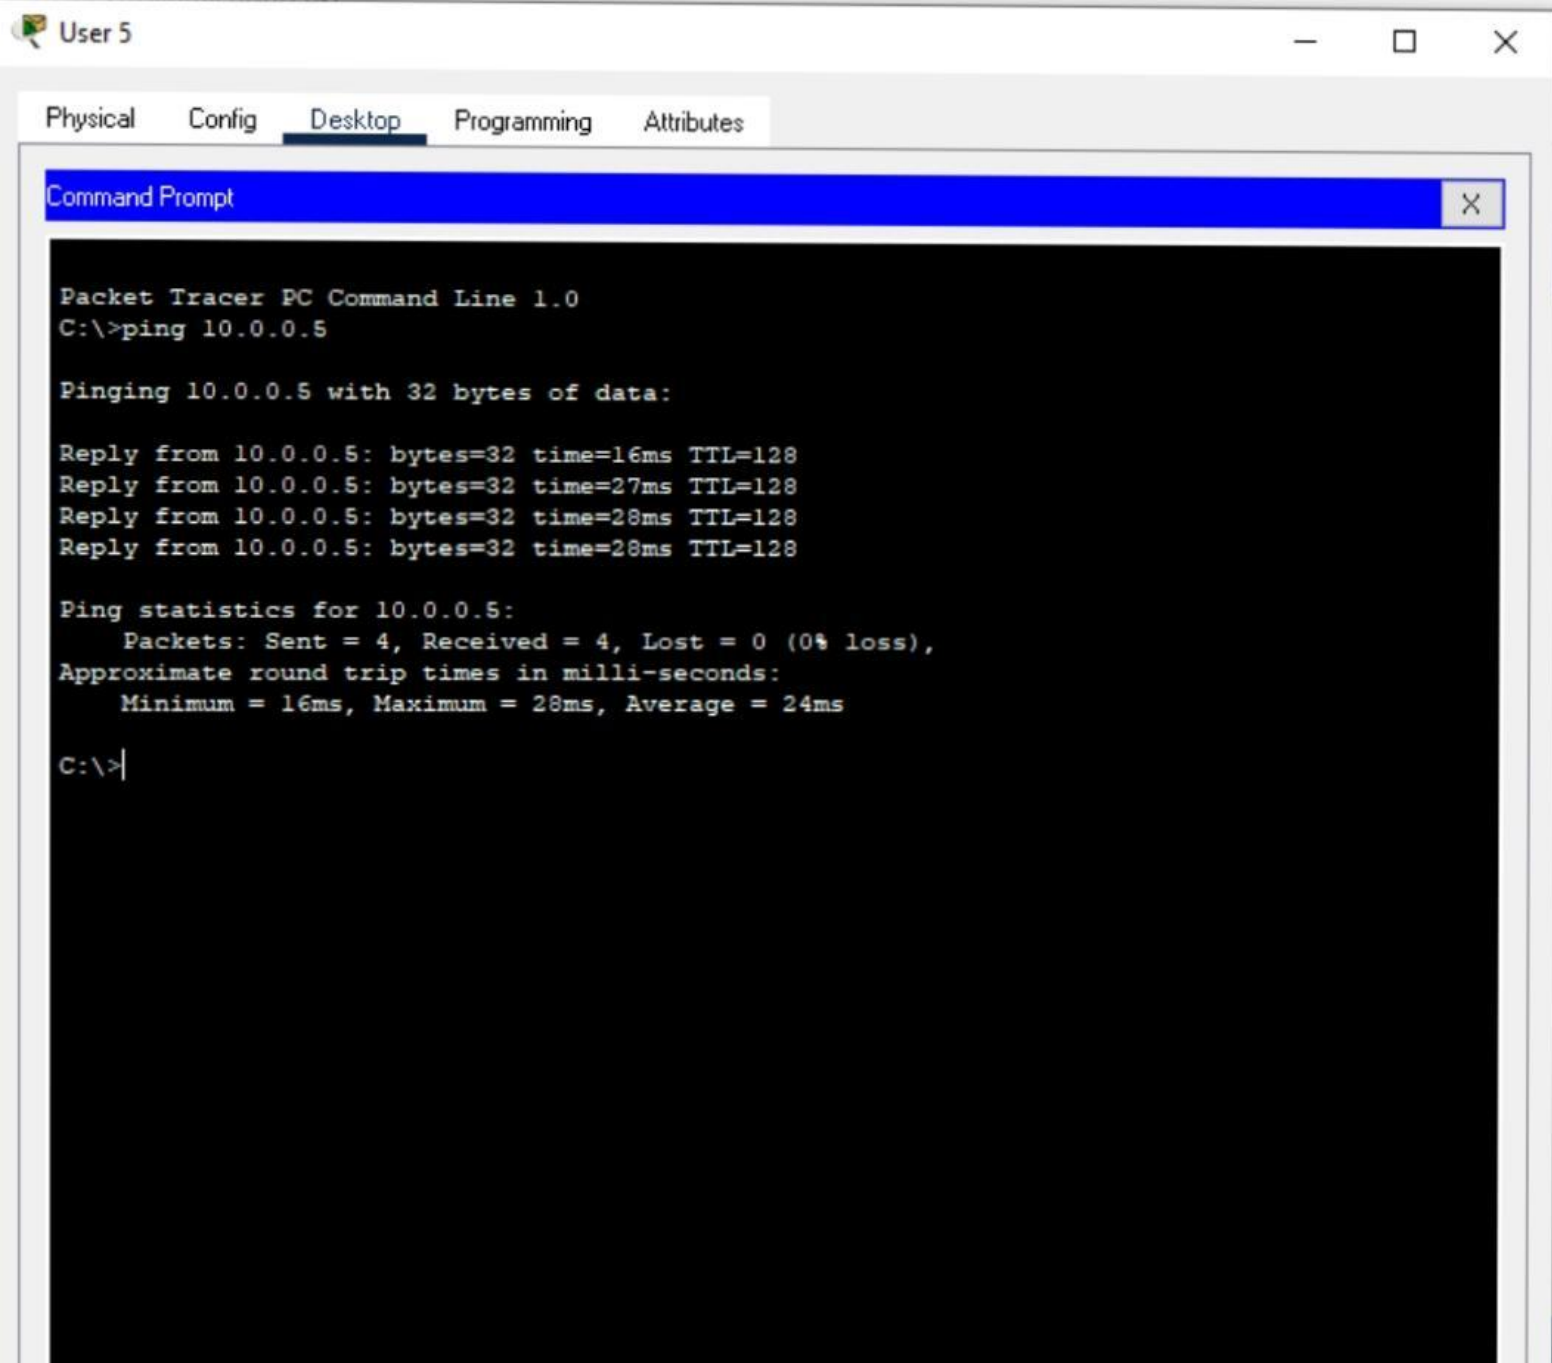 User 5
Physical Config Desktop Programming Attributes
Command Prompt X
Packet Tracer PC Command Line 1.0
C:\>ping 10.0.0.5
Pinging 10.0.0.5 with 32 bytes of data:
Reply from 10.0.0.5: bytes=32 time=16ms TTL=128
Reply from 10.0.0.5: bytes=32 time=27ms TTL=128
Reply from 10.0.0.5: bytes=32 time=28ms TTL=128
Reply from 10.0.0.5: bytes=32 time=28ms TTL=128
Ping statistics for 10.0.0.5:
Packets: Sent = 4, Received = 4, Lost = 0 (0% loss),
Approximate round trip times in milli-seconds:
Minimum = 16ms, Maximum = 28ms, Average = 24ms
C:\>